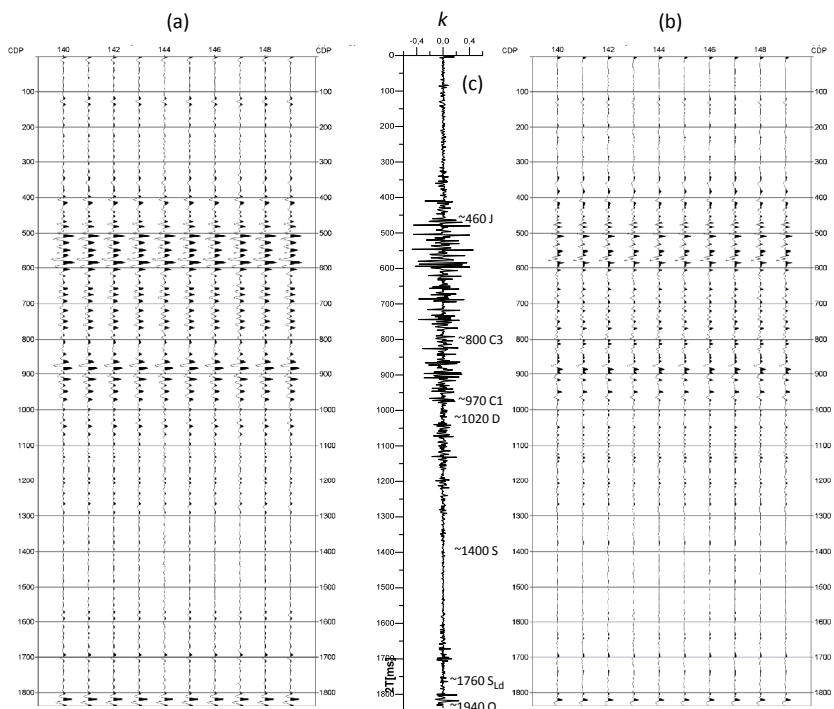 (a) k (b)
CDP 140 142 144 146 148 CDP
-0,4 0,0 0,4
CDP 140 142 144 146 148 CDP
(c)
0
100 100 100 100 100
200 200 200 200 200
300 300 300 300 300
400 400 400 400 400
~460 J
500 500 500 500 500
600 600 600 600 600
700 700 700 700 700
800 800 800 800 800
~800 C3
900 900 900 900 900
~970 C1
1000 1000 1000 1000 1000
~1020 D
1100 1100 1100 1100 1100
1200 1200 1200 1200 1200
1300 1300 1300 1300 1300
1400 1400 1400 1400 1400
~1400 S
1500 1500 1500 1500 1500
1600 1600 1600 1600 1600
1700 1700 1700 1700 1700
2T[ms]
~1760 SLd
1800 1800 1800 1800 1800
~1940 O